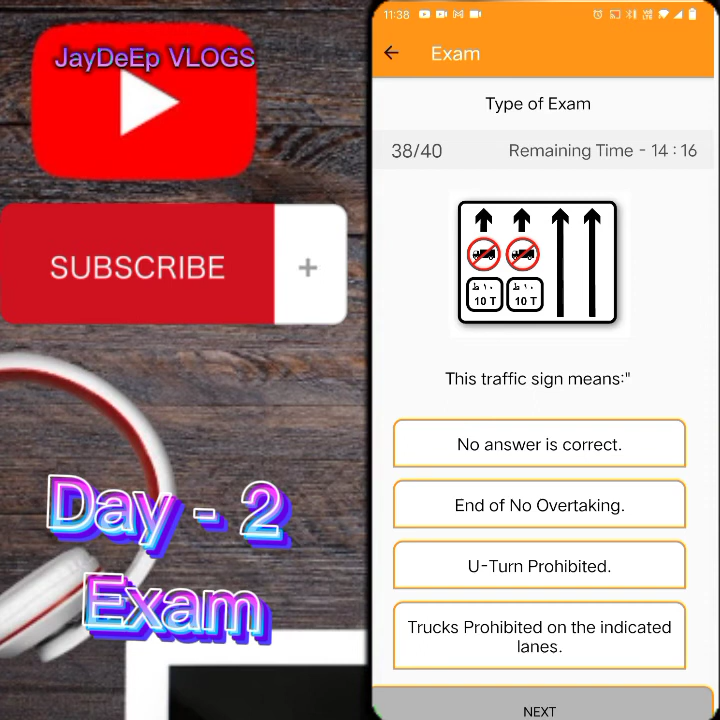 JayDeEp VLOGS
SUBSCRIBE
+
Day - 2
Exam
11:38
Exam
Type of Exam
38/40
Remaining Time - 14 : 16
١٠ ط
١٠ ط
10 T
10 T
This traffic sign means:"
No answer is correct.
End of No Overtaking.
U-Turn Prohibited.
Trucks Prohibited on the indicated
lanes.
NEXT